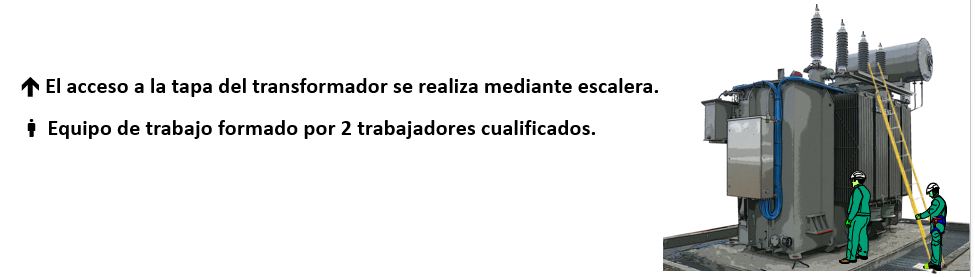 El acceso a la tapa del transformador se realiza mediante escalera.
Equipo de trabajo formado por 2 trabajadores cualificados.